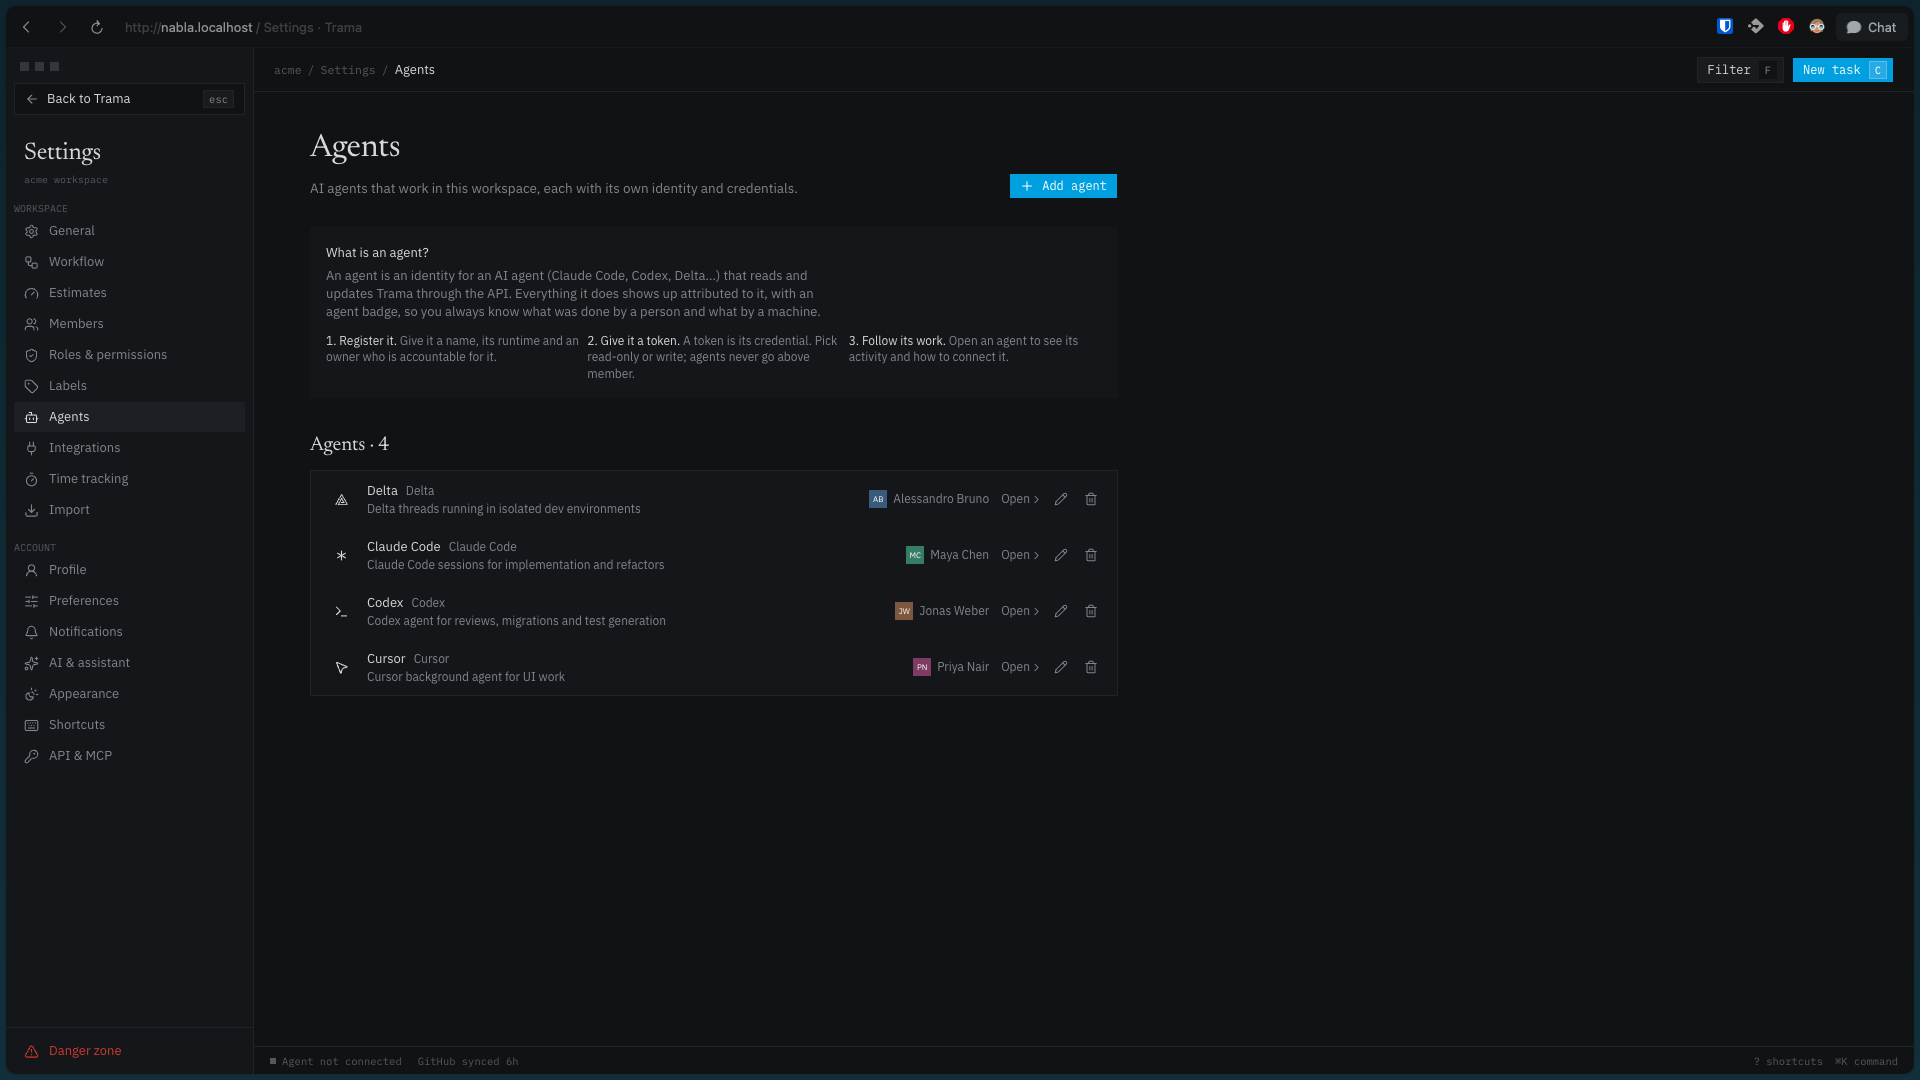 http://nabla.localhost / Settings · Trama
Chat
Back to Trama esc
Settings
acme workspace
WORKSPACE
General
Workflow
Estimates
Members
Roles & permissions
Labels
Agents
Integrations
Time tracking
Import
ACCOUNT
Profile
Preferences
Notifications
AI & assistant
Appearance
Shortcuts
API & MCP
Danger zone
acme / Settings / Agents
Filter F
New task C
Agents
AI agents that work in this workspace, each with its own identity and credentials.
+ Add agent
What is an agent?
An agent is an identity for an AI agent (Claude Code, Codex, Delta...) that reads and
updates Trama through the API. Everything it does shows up attributed to it, with an
agent badge, so you always know what was done by a person and what by a machine.
1. Register it. Give it a name, its runtime and an
owner who is accountable for it.
2. Give it a token. A token is its credential. Pick
read-only or write; agents never go above
member.
3. Follow its work. Open an agent to see its
activity and how to connect it.
Agents · 4
Delta Delta
Delta threads running in isolated dev environments
AB Alessandro Bruno Open
Claude Code Claude Code
Claude Code sessions for implementation and refactors
MC Maya Chen Open
Codex Codex
Codex agent for reviews, migrations and test generation
JW Jonas Weber Open
Cursor Cursor
Cursor background agent for UI work
PN Priya Nair Open
Agent not connected GitHub synced 6h
? shortcuts ⌘K command